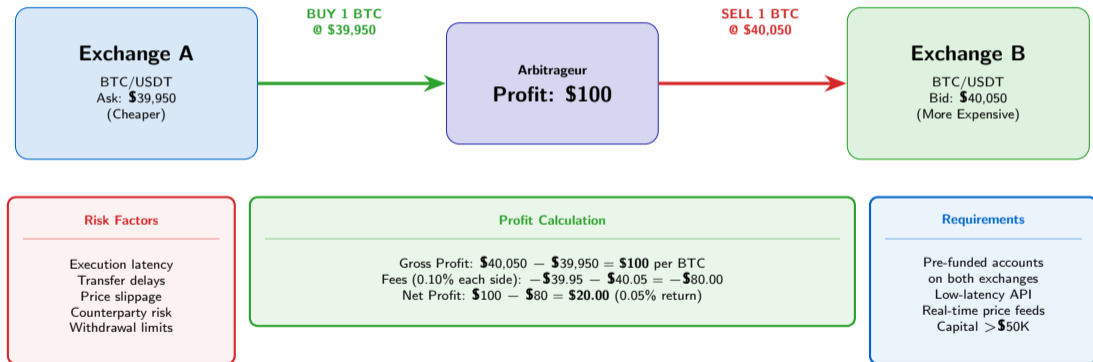 BUY 1 BTC
@ $39,950
SELL 1 BTC
@ $40,050
Exchange A
BTC/USDT
Ask: $39,950
(Cheaper)
Arbitrageur
Profit: $100
Exchange B
BTC/USDT
Bid: $40,050
(More Expensive)
Risk Factors
Execution latency
Transfer delays
Price slippage
Counterparty risk
Withdrawal limits
Profit Calculation
Gross Profit: $40,050 − $39,950 = $100 per BTC
Fees (0.10% each side): −$39.95 − $40.05 = −$80.00
Net Profit: $100 − $80 = $20.00 (0.05% return)
Requirements
Pre-funded accounts
on both exchanges
Low-latency API
Real-time price feeds
Capital >$50K